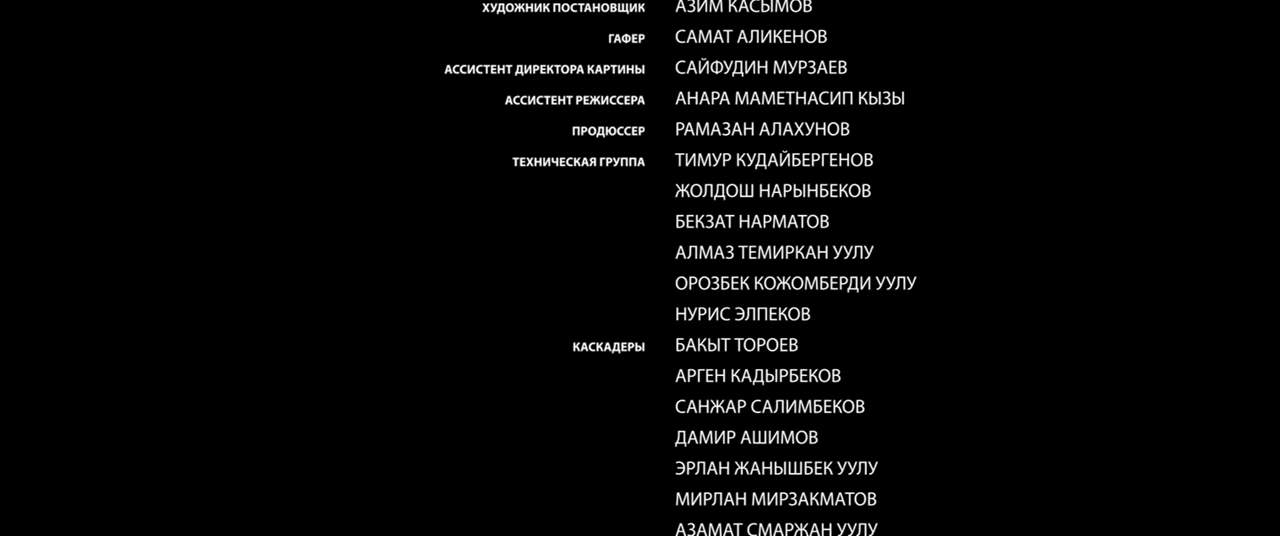 ХУДОЖНИК ПОСТАНОВЩИК АЗИМ КАСЫМОВ
ГАФЕР САМАТ АЛИКЕНОВ
АССИСТЕНТ ДИРЕКТОРА КАРТИНЫ САЙФУДИН МУРЗАЕВ
АССИСТЕНТ РЕЖИССЕРА АНАРА МАМЕТНАСИП КЫЗЫ
ПРОДЮССЕР РАМАЗАН АЛАХУНОВ
ТЕХНИЧЕСКАЯ ГРУППА ТИМУР КУДАЙБЕРГЕНОВ
ЖОЛДОШ НАРЫНБЕКОВ
БЕКЗАТ НАРМАТОВ
АЛМАЗ ТЕМИРКАН УУЛУ
ОРОЗБЕК КОЖОМБЕРДИ УУЛУ
НУРИС ЭЛПЕКОВ
КАСКАДЕРЫ БАКЫТ ТОРОЕВ
АРГЕН КАДЫРБЕКОВ
САНЖАР САЛИМБЕКОВ
ДАМИР АШИМОВ
ЭРЛАН ЖАНЫШБЕК УУЛУ
МИРЛАН МИРЗАКМАТОВ
АЗАМАТ СМАРЖАН УУЛУ